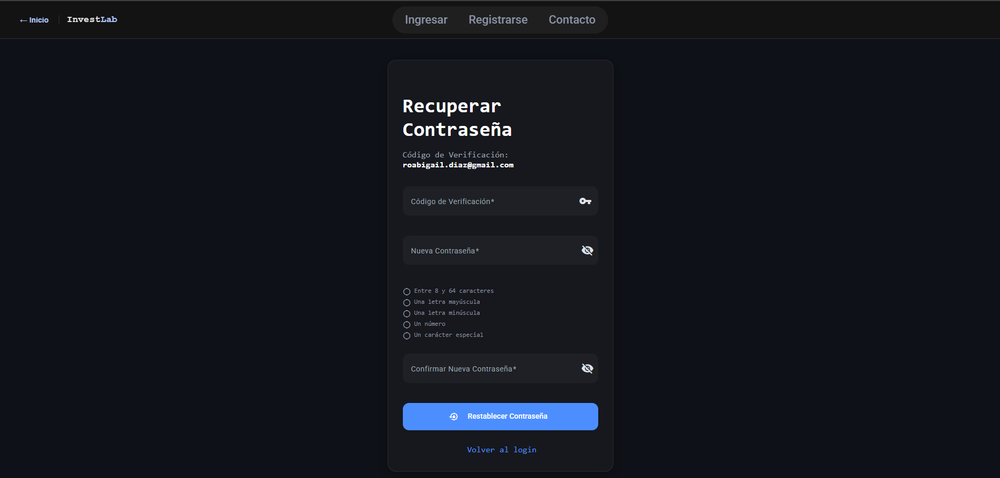 ← Inicio
InvestLab
Ingresar
Registrarse
Contacto
Recuperar
Contraseña
Código de Verificación:
roabigail.diaz@gmail.com
Código de Verificación*
Nueva Contraseña*
Entre 8 y 64 caracteres
Una letra mayúscula
Una letra minúscula
Un número
Un carácter especial
Confirmar Nueva Contraseña*
Restablecer Contraseña
Volver al login